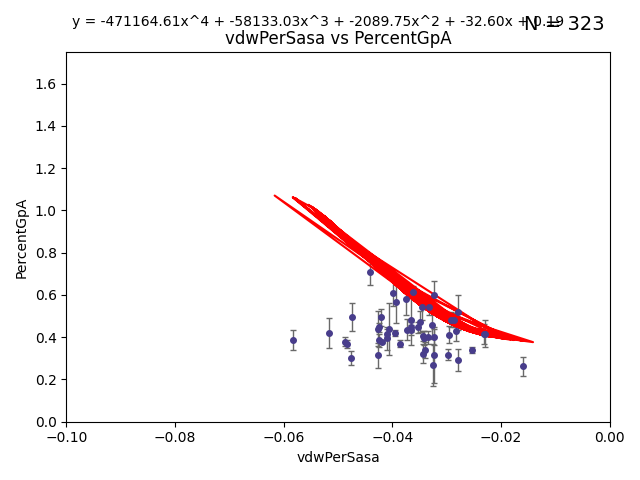 y = -471164.61x^4 + -58133.03x^3 + -2089.75x^2 + -32.60x + 0.19
N = 323
vdwPerSasa vs PercentGpA
PercentGpA
1.6
1.4
1.2
1.0
0.8
0.6
0.4
0.2
0.0
−0.10 −0.08 −0.06 −0.04 −0.02 0.00
vdwPerSasa